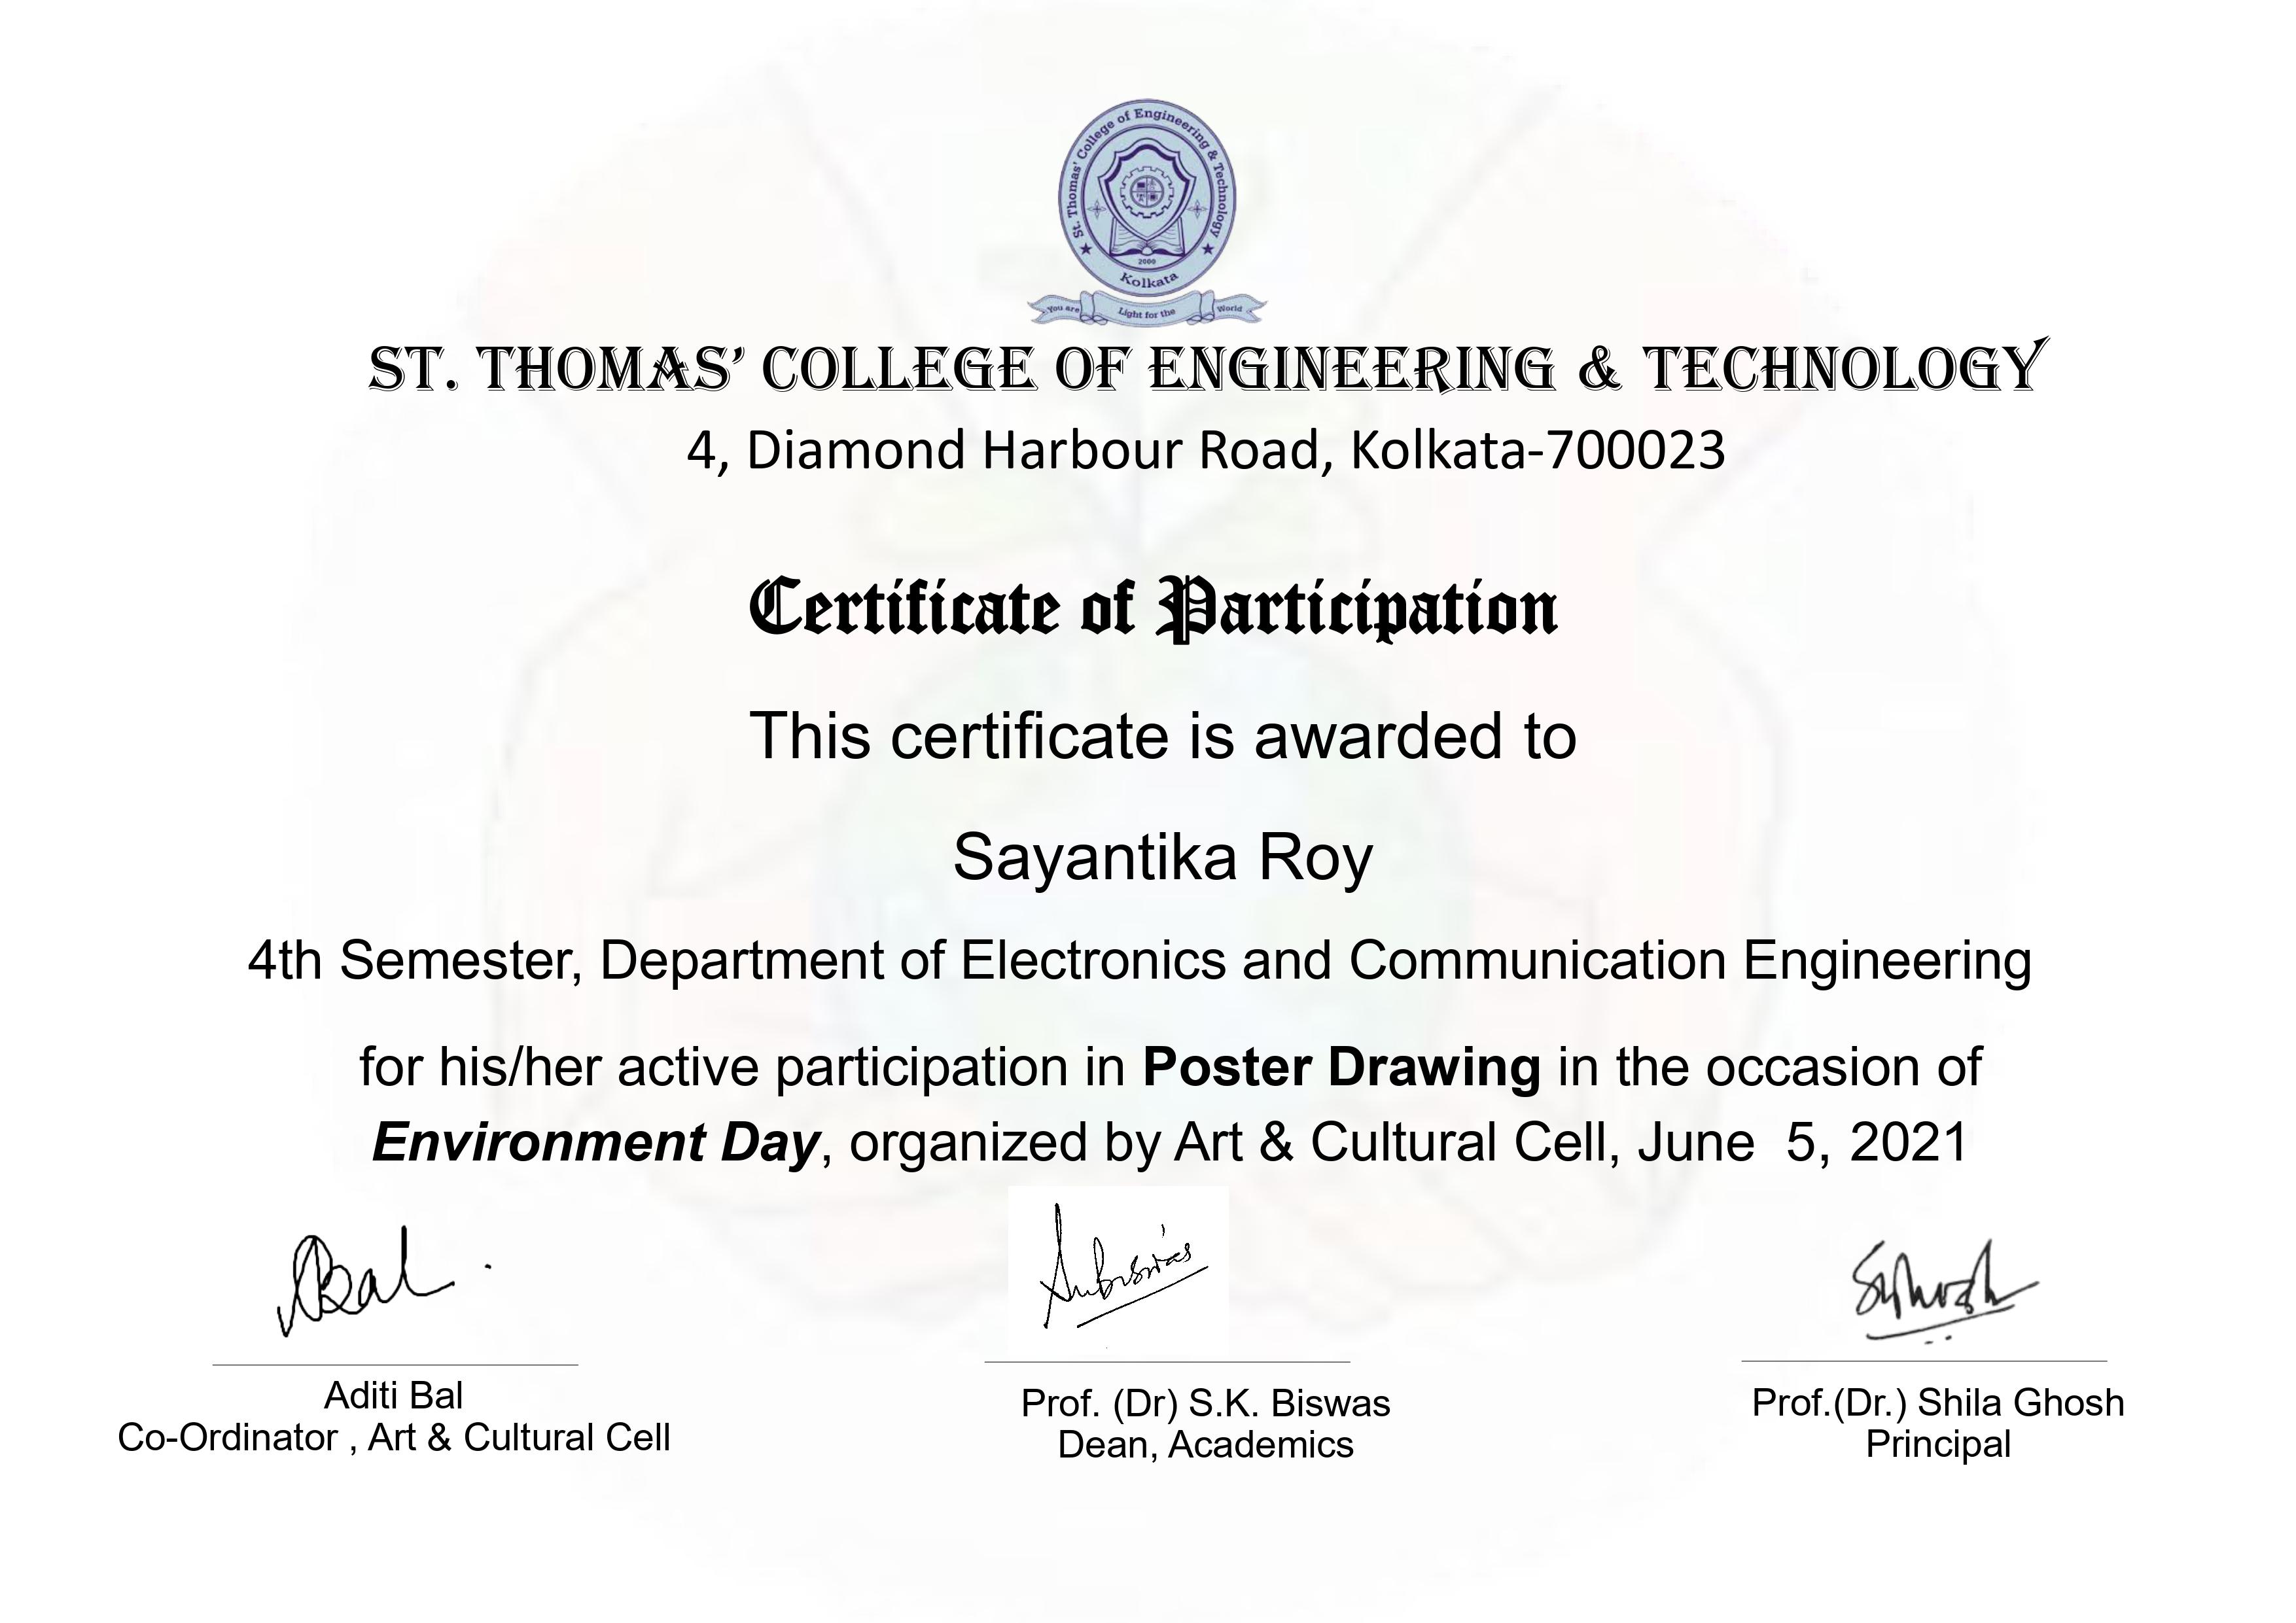 St. Thomas' College of Engineering & Technology
2000
Kolkata
You are Light for the World
ST. THOMAS’ COLLEGE OF ENGINEERING & TECHNOLOGY
4, Diamond Harbour Road, Kolkata-700023
Certificate of Participation
This certificate is awarded to
Sayantika Roy
4th Semester, Department of Electronics and Communication Engineering
for his/her active participation in Poster Drawing in the occasion of
Environment Day, organized by Art & Cultural Cell, June  5, 2021
ABal
SKBiswas
SGhosh
Aditi Bal
Co-Ordinator , Art & Cultural Cell
Prof. (Dr) S.K. Biswas
Dean, Academics
Prof.(Dr.) Shila Ghosh
Principal